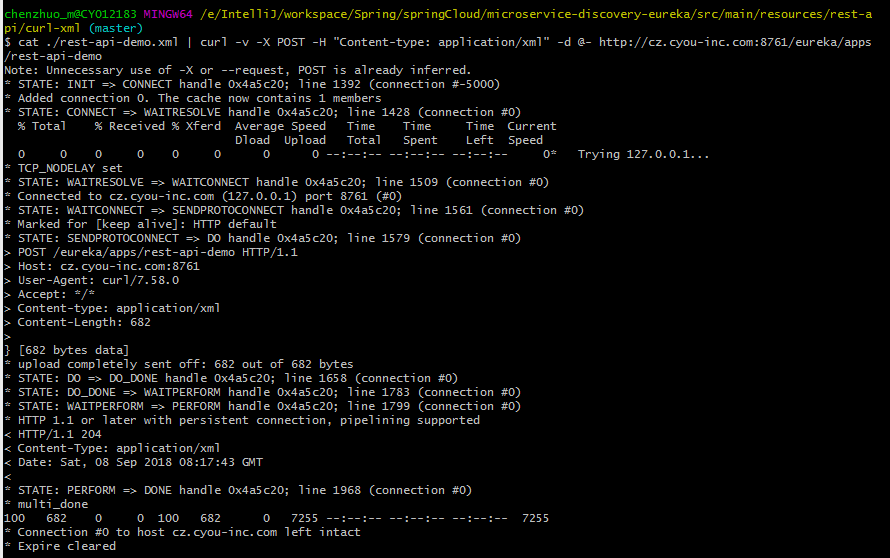 chenzhuo_m@CYO12183 MINGW64 /e/IntelliJ/workspace/Spring/springCloud/microservice-discovery-eureka/src/main/resources/rest-a
pi/curl-xml (master)
$ cat ./rest-api-demo.xml | curl -v -X POST -H "Content-type: application/xml" -d @- http://cz.cyou-inc.com:8761/eureka/apps
/rest-api-demo
Note: Unnecessary use of -X or --request, POST is already inferred.
* STATE: INIT => CONNECT handle 0x4a5c20; line 1392 (connection #-5000)
* Added connection 0. The cache now contains 1 members
* STATE: CONNECT => WAITRESOLVE handle 0x4a5c20; line 1428 (connection #0)
  % Total    % Received % Xferd  Average Speed   Time    Time     Time  Current
                                 Dload  Upload   Total   Spent    Left  Speed
  0     0    0     0    0     0      0      0 --:--:-- --:--:-- --:--:--     0*   Trying 127.0.0.1...
* TCP_NODELAY set
* STATE: WAITRESOLVE => WAITCONNECT handle 0x4a5c20; line 1509 (connection #0)
* Connected to cz.cyou-inc.com (127.0.0.1) port 8761 (#0)
* STATE: WAITCONNECT => SENDPROTOCONNECT handle 0x4a5c20; line 1561 (connection #0)
* Marked for [keep alive]: HTTP default
* STATE: SENDPROTOCONNECT => DO handle 0x4a5c20; line 1579 (connection #0)
> POST /eureka/apps/rest-api-demo HTTP/1.1
> Host: cz.cyou-inc.com:8761
> User-Agent: curl/7.58.0
> Accept: */*
> Content-type: application/xml
> Content-Length: 682
>
} [682 bytes data]
* upload completely sent off: 682 out of 682 bytes
* STATE: DO => DO_DONE handle 0x4a5c20; line 1658 (connection #0)
* STATE: DO_DONE => WAITPERFORM handle 0x4a5c20; line 1783 (connection #0)
* STATE: WAITPERFORM => PERFORM handle 0x4a5c20; line 1799 (connection #0)
* HTTP 1.1 or later with persistent connection, pipelining supported
< HTTP/1.1 204
< Content-Type: application/xml
< Date: Sat, 08 Sep 2018 08:17:43 GMT
<
* STATE: PERFORM => DONE handle 0x4a5c20; line 1968 (connection #0)
* multi_done
100   682    0     0  100   682      0   7255 --:--:-- --:--:-- --:--:--  7255
* Connection #0 to host cz.cyou-inc.com left intact
* Expire cleared